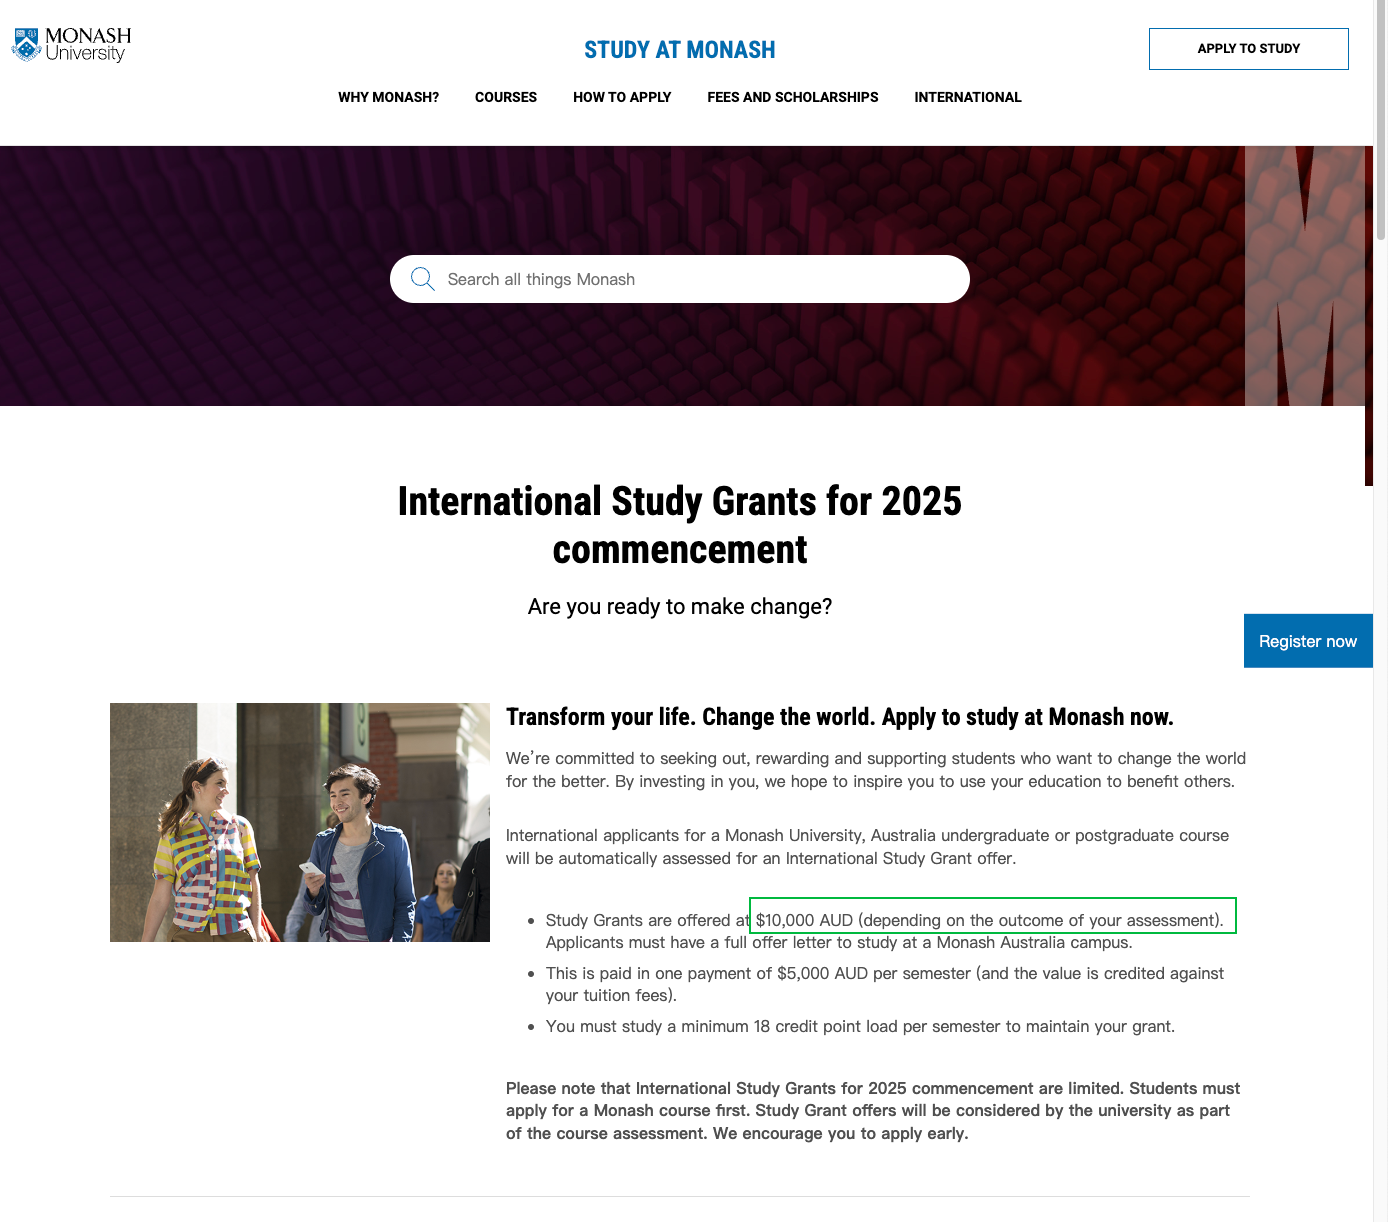 MONASH
University
STUDY AT MONASH
APPLY TO STUDY
WHY MONASH?
COURSES
HOW TO APPLY
FEES AND SCHOLARSHIPS
INTERNATIONAL
Search all things Monash
International Study Grants for 2025
commencement
Are you ready to make change?
Register now
Transform your life. Change the world. Apply to study at Monash now.
We’re committed to seeking out, rewarding and supporting students who want to change the world
for the better. By investing in you, we hope to inspire you to use your education to benefit others.
International applicants for a Monash University, Australia undergraduate or postgraduate course
will be automatically assessed for an International Study Grant offer.
• Study Grants are offered at $10,000 AUD (depending on the outcome of your assessment).
Applicants must have a full offer letter to study at a Monash Australia campus.
• This is paid in one payment of $5,000 AUD per semester (and the value is credited against
your tuition fees).
• You must study a minimum 18 credit point load per semester to maintain your grant.
Please note that International Study Grants for 2025 commencement are limited. Students must
apply for a Monash course first. Study Grant offers will be considered by the university as part
of the course assessment. We encourage you to apply early.